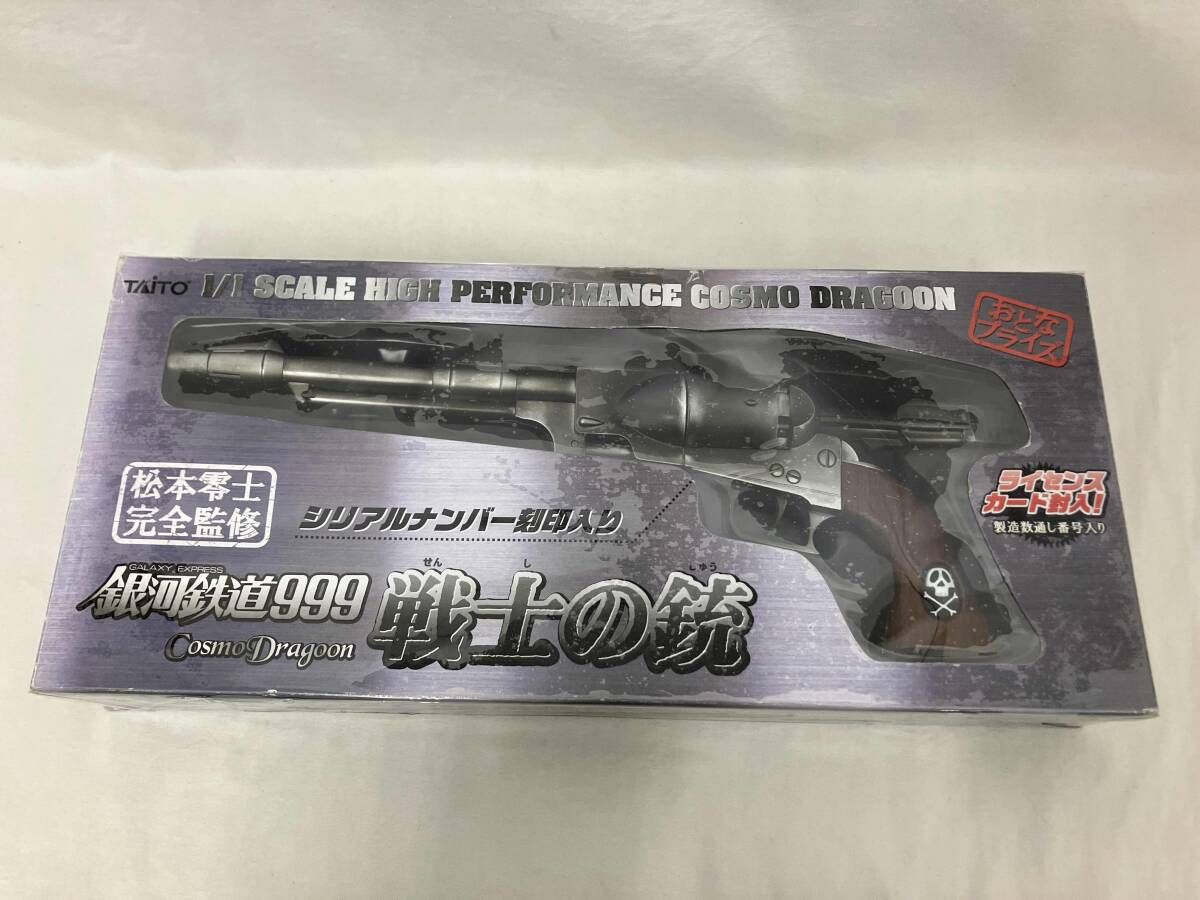 TAITO 1/1 SCALE HIGH PERFORMANCE COSMO DRAGOON
おとな
プライズ
松本零士
完全監修
シリアルナンバー刻印入り
ライセンス
カード封入!
製造数通し番号入り
GALAXY EXPRESS
銀河鉄道999
Cosmo Dragoon
せん し じゅう
戦士の銃